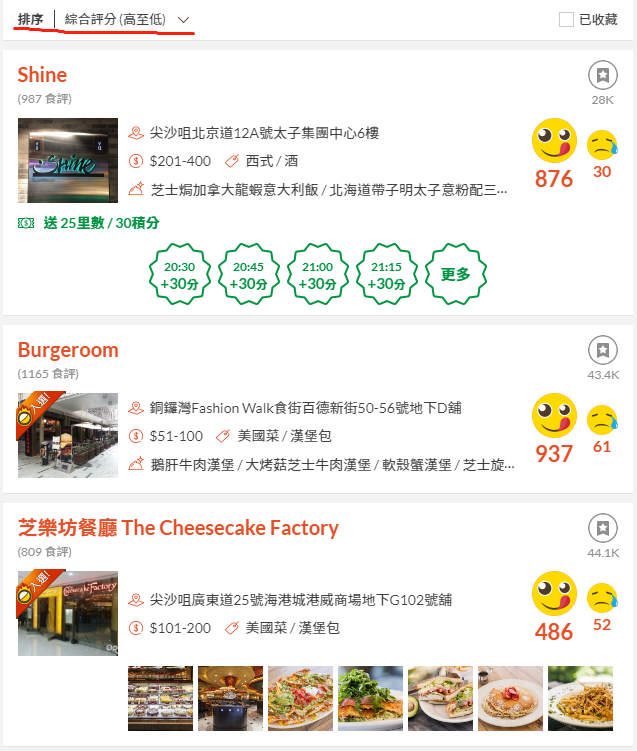 排序 綜合評分 (高至低) 已收藏
Shine
(987 食評)
28K
尖沙咀北京道12A號太子集團中心6樓
$201-400 西式 / 酒
芝士焗加拿大龍蝦意大利飯 / 北海道帶子明太子意粉配三...
876 30
送 25里數 / 30積分
20:30 20:45 21:00 21:15 更多
+30分 +30分 +30分 +30分
Burgeroom
(1165 食評)
43.4K
入選!
銅鑼灣Fashion Walk食街百德新街50-56號地下D舖
$51-100 美國菜 / 漢堡包
鵝肝牛肉漢堡 / 大烤菇芝士牛肉漢堡 / 軟殼蟹漢堡 / 芝士旋...
937 61
芝樂坊餐廳 The Cheesecake Factory
(809 食評)
44.1K
入選!
Cheesecake Factory
尖沙咀廣東道25號海港城港威商場地下G102號舖
$101-200 美國菜 / 漢堡包
486 52